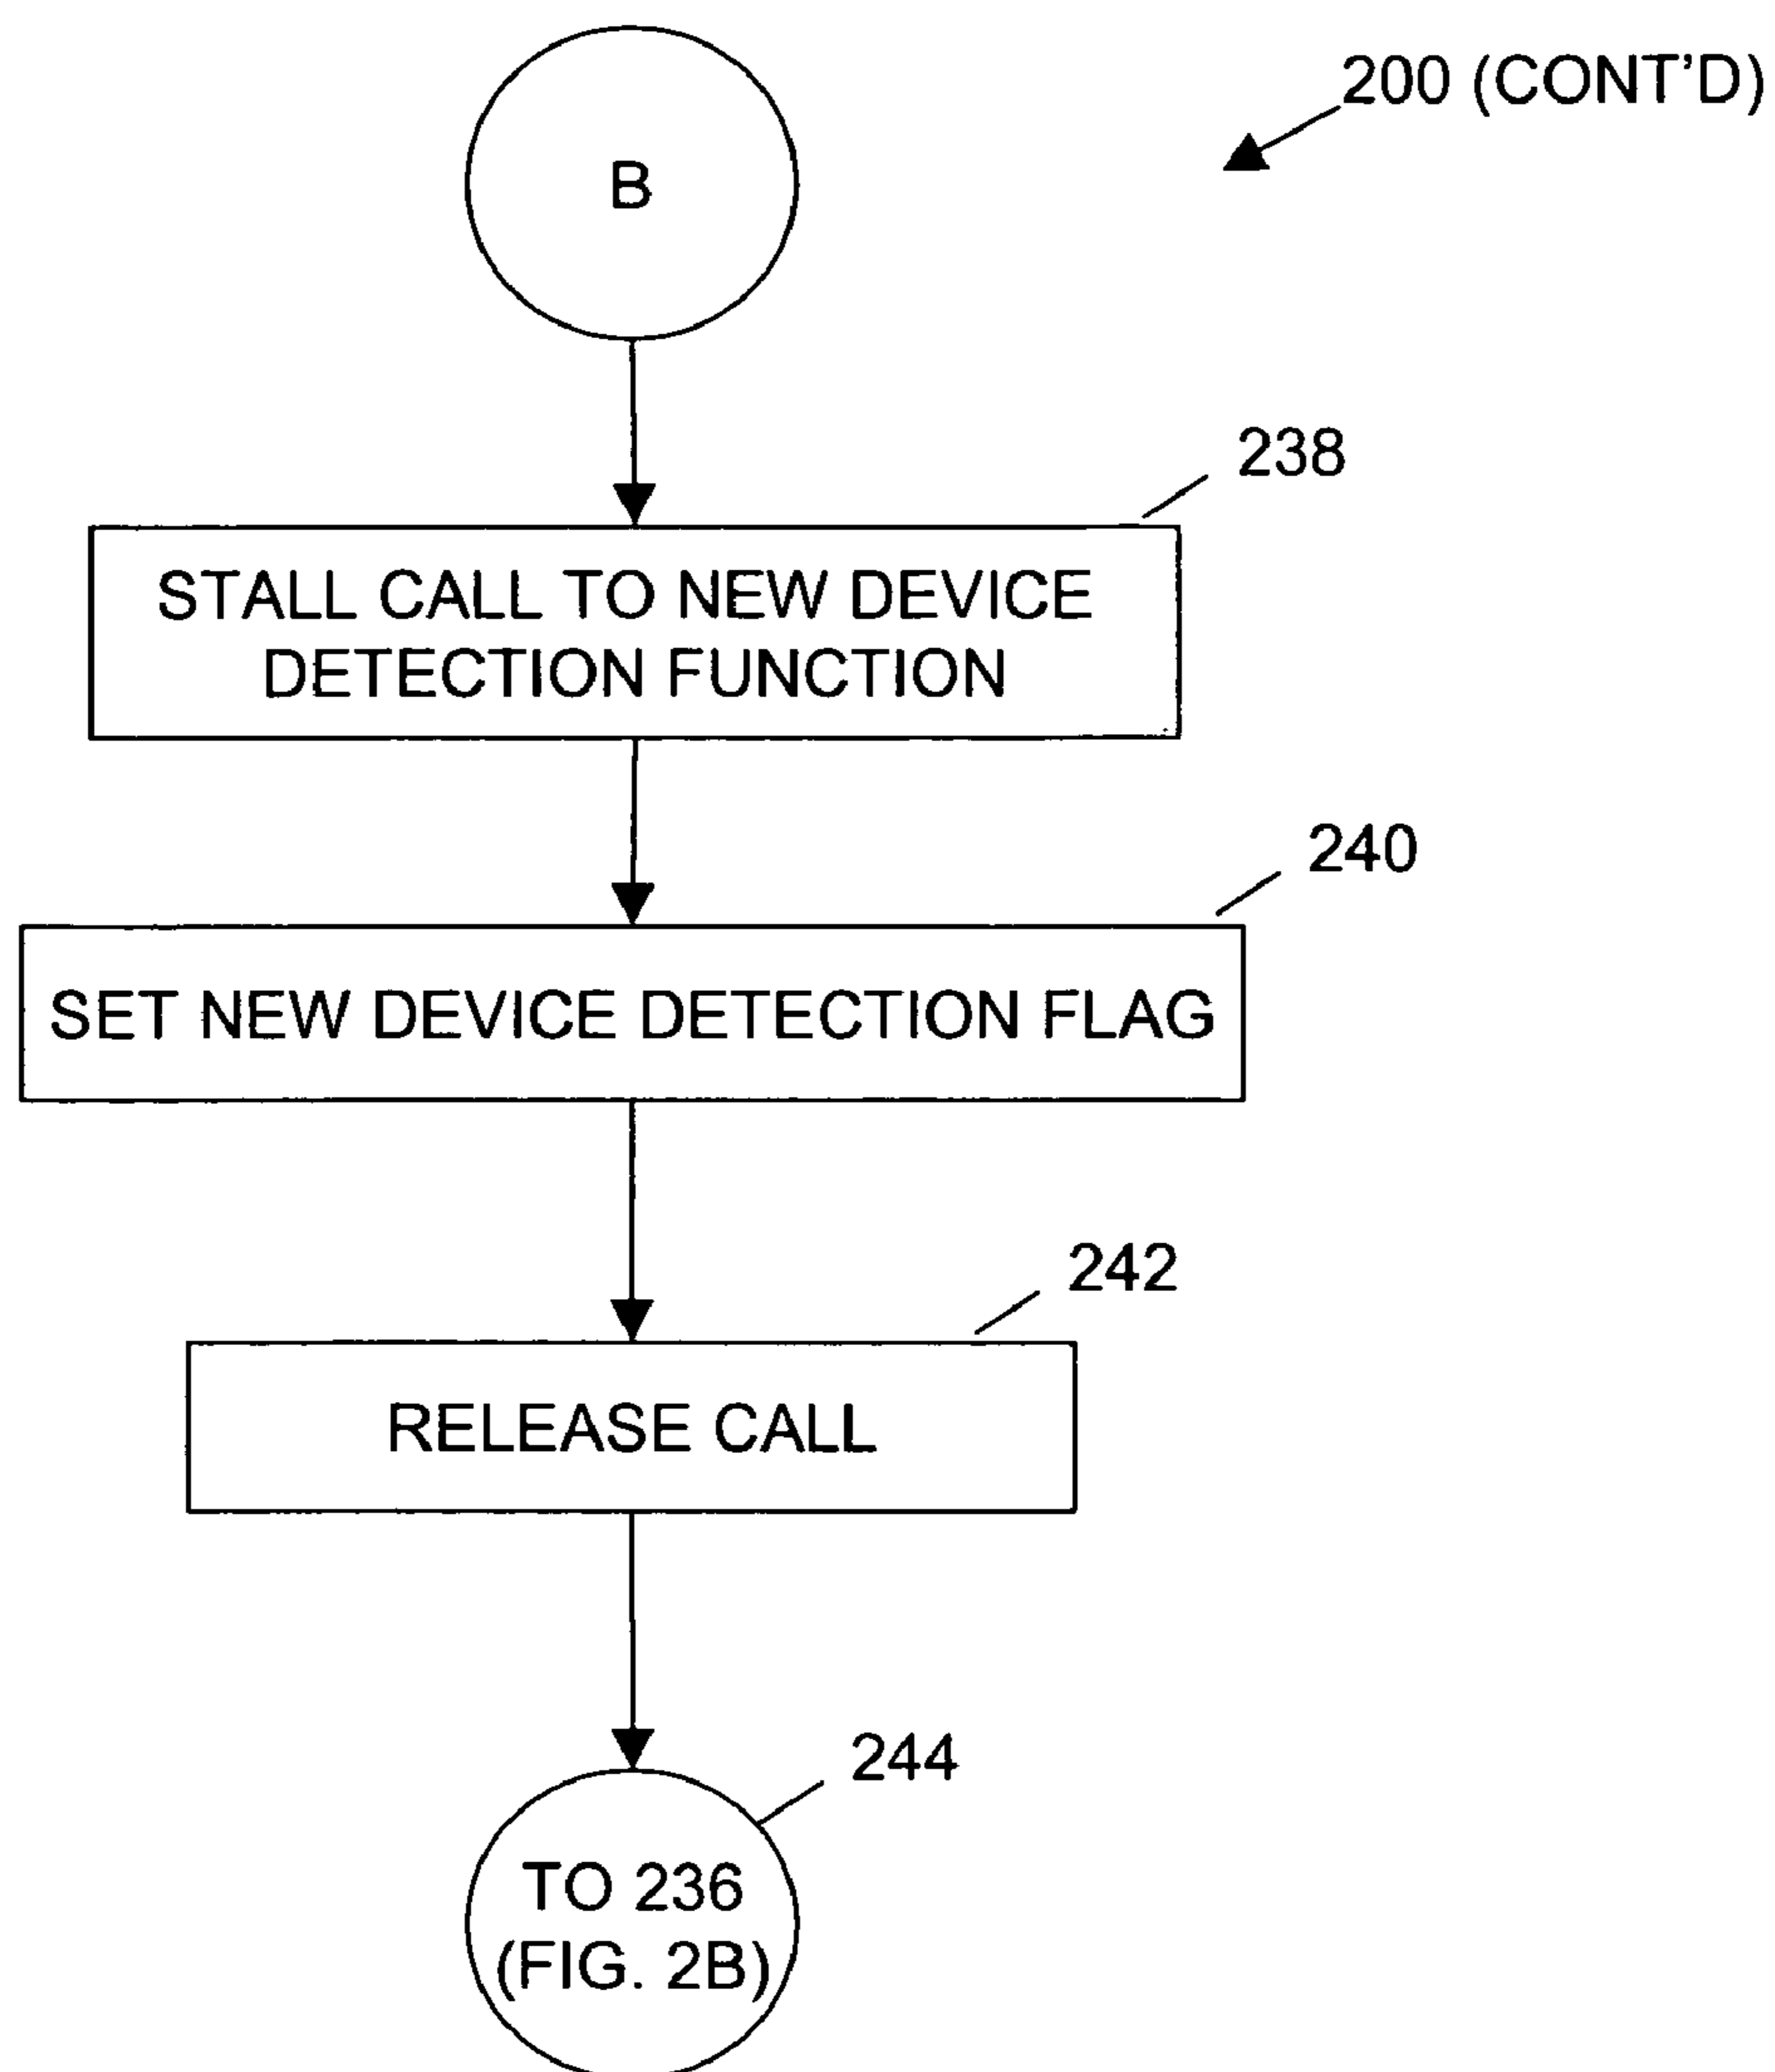 200 (CONT'D)
B
238
STALL CALL TO NEW DEVICE
DETECTION FUNCTION
240
SET NEW DEVICE DETECTION FLAG
242
RELEASE CALL
244
TO 236
(FIG. 2B)